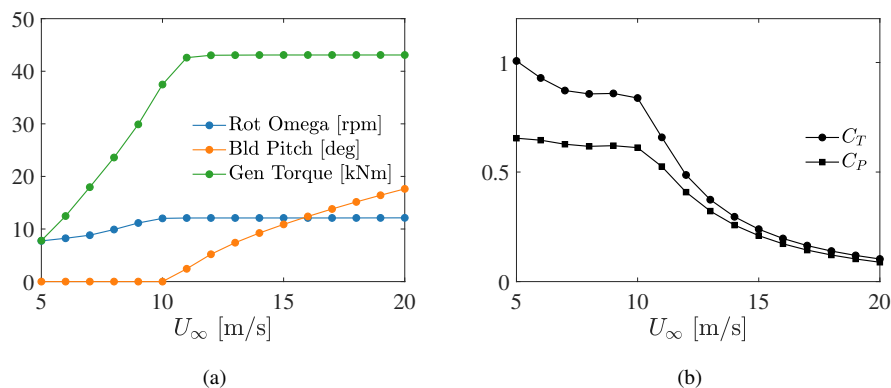 50
40
30
20
10
0
Rot Omega [rpm]
Bld Pitch [deg]
Gen Torque [kNm]
5 10 15 20
U∞ [m/s]
(a)
1
0.5
0
C_T
C_P
5 10 15 20
U∞ [m/s]
(b)